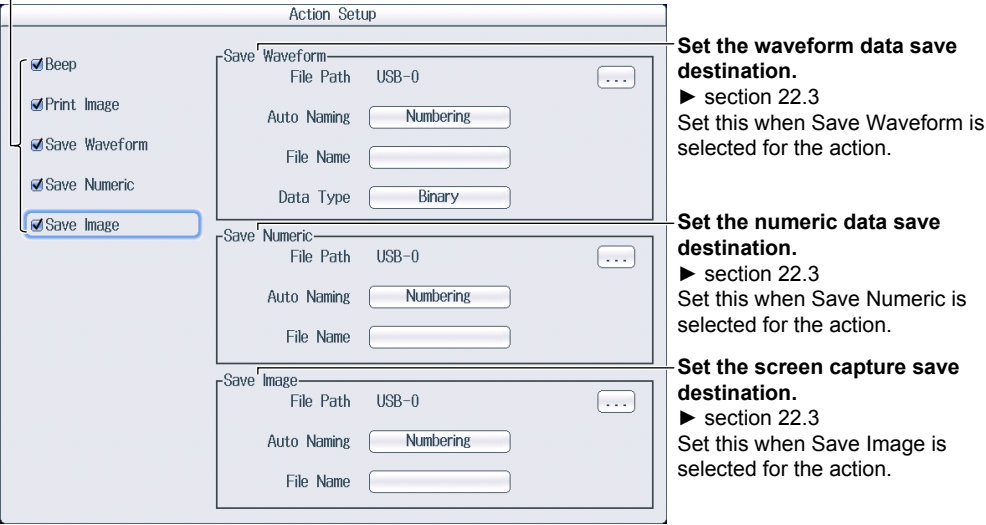 Action Setup
Beep
Print Image
Save Waveform
Save Numeric
Save Image
Save Waveform
File Path USB-0 ...
Auto Naming Numbering
File Name
Data Type Binary
Save Numeric
File Path USB-0 ...
Auto Naming Numbering
File Name
Save Image
File Path USB-0 ...
Auto Naming Numbering
File Name
Set the waveform data save
destination.
► section 22.3
Set this when Save Waveform is
selected for the action.
Set the numeric data save
destination.
► section 22.3
Set this when Save Numeric is
selected for the action.
Set the screen capture save
destination.
► section 22.3
Set this when Save Image is
selected for the action.